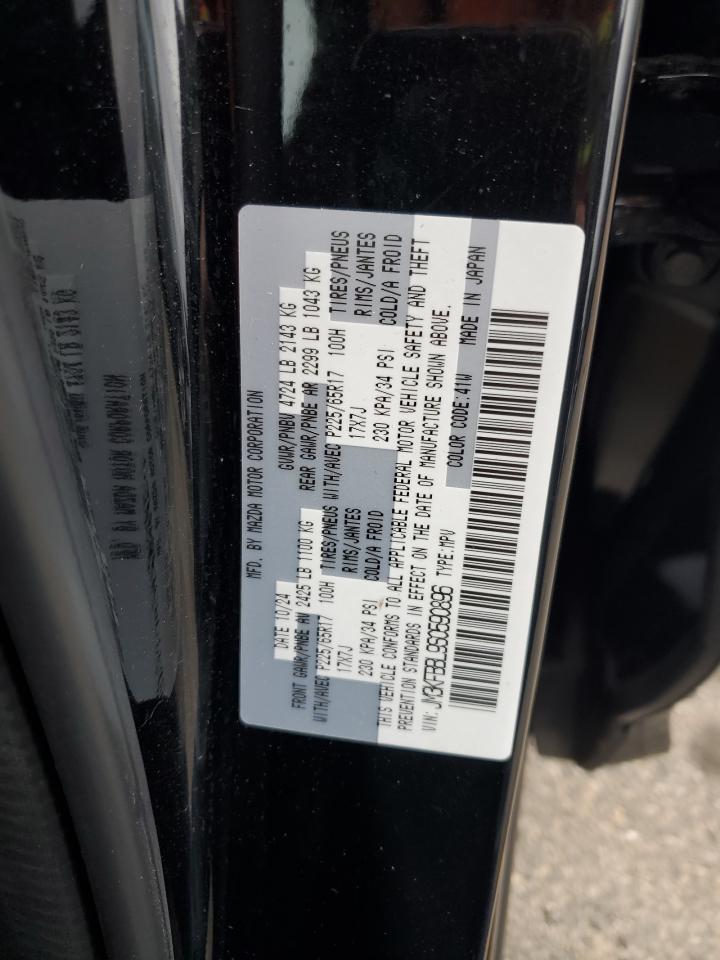 MFD. BY MAZDA MOTOR CORPORATION
DATE 10/24 GVWR/PNBV 4724 LB 2143 KG
FRONT GAWR/PNBE AV 2425 LB 1100 KG REAR GAWR/PNBE AR 2299 LB 1043 KG
WITH/AVEC P225/65R17 100H TIRES/PNEUS WITH/AVEC P225/65R17 100H TIRES/PNEUS
17X7J RIMS/JANTES 17X7J RIMS/JANTES
230 KPA/34 PSI COLD/A FROID 230 KPA/34 PSI COLD/A FROID
THIS VEHICLE CONFORMS TO ALL APPLICABLE FEDERAL MOTOR VEHICLE SAFETY AND THEFT
PREVENTION STANDARDS IN EFFECT ON THE DATE OF MANUFACTURE SHOWN ABOVE.
VIN: JM3KFBBL9S0590896 TYPE:MPV COLOR CODE:41W MADE IN JAPAN